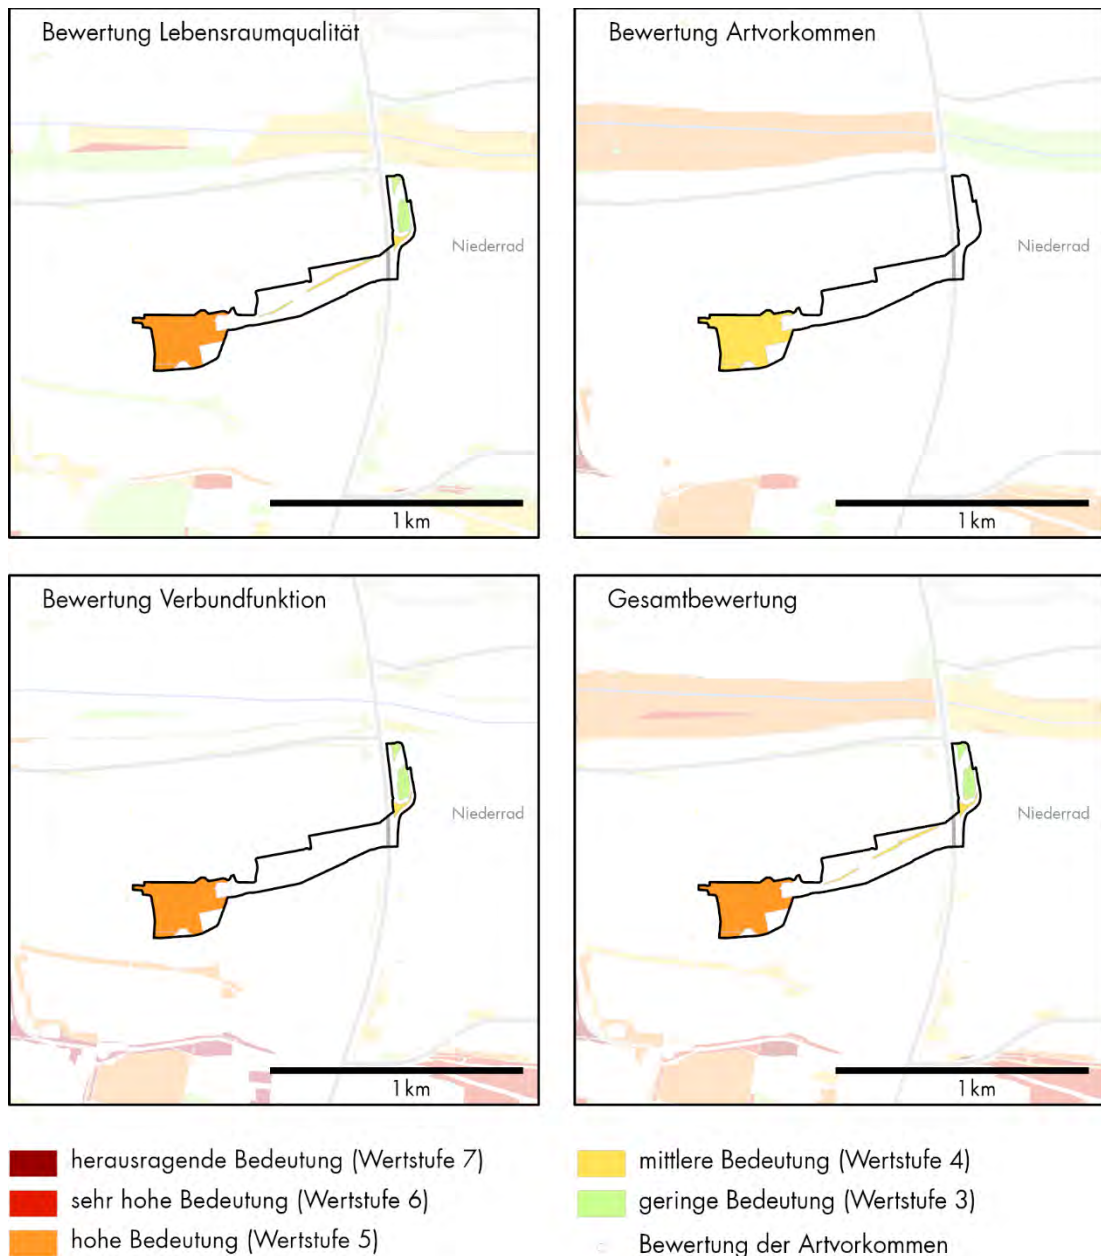 Bewertung Lebensraumqualität
Niederrad
1 km
Bewertung Artvorkommen
Niederrad
1 km
Bewertung Verbundfunktion
Niederrad
1 km
Gesamtbewertung
Niederrad
1 km
herausragende Bedeutung (Wertstufe 7)
sehr hohe Bedeutung (Wertstufe 6)
hohe Bedeutung (Wertstufe 5)
mittlere Bedeutung (Wertstufe 4)
geringe Bedeutung (Wertstufe 3)
Bewertung der Artvorkommen